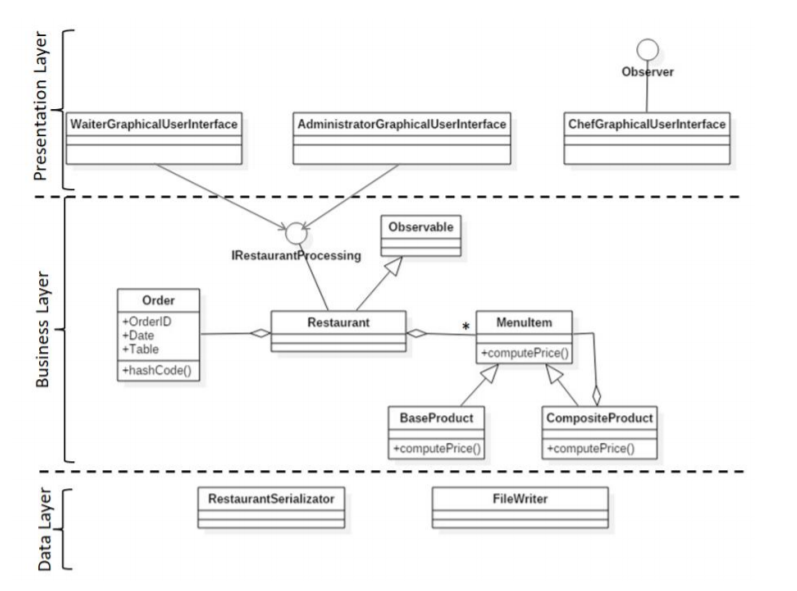 Presentation Layer
Observer
WaiterGraphicalUserInterface
AdministratorGraphicalUserInterface
ChefGraphicalUserInterface
Business Layer
Observable
IRestaurantProcessing
Order
+OrderID
+Date
+Table
+hashCode()
Restaurant
*
MenuItem
+computePrice()
BaseProduct
+computePrice()
CompositeProduct
+computePrice()
Data Layer
RestaurantSerializator
FileWriter